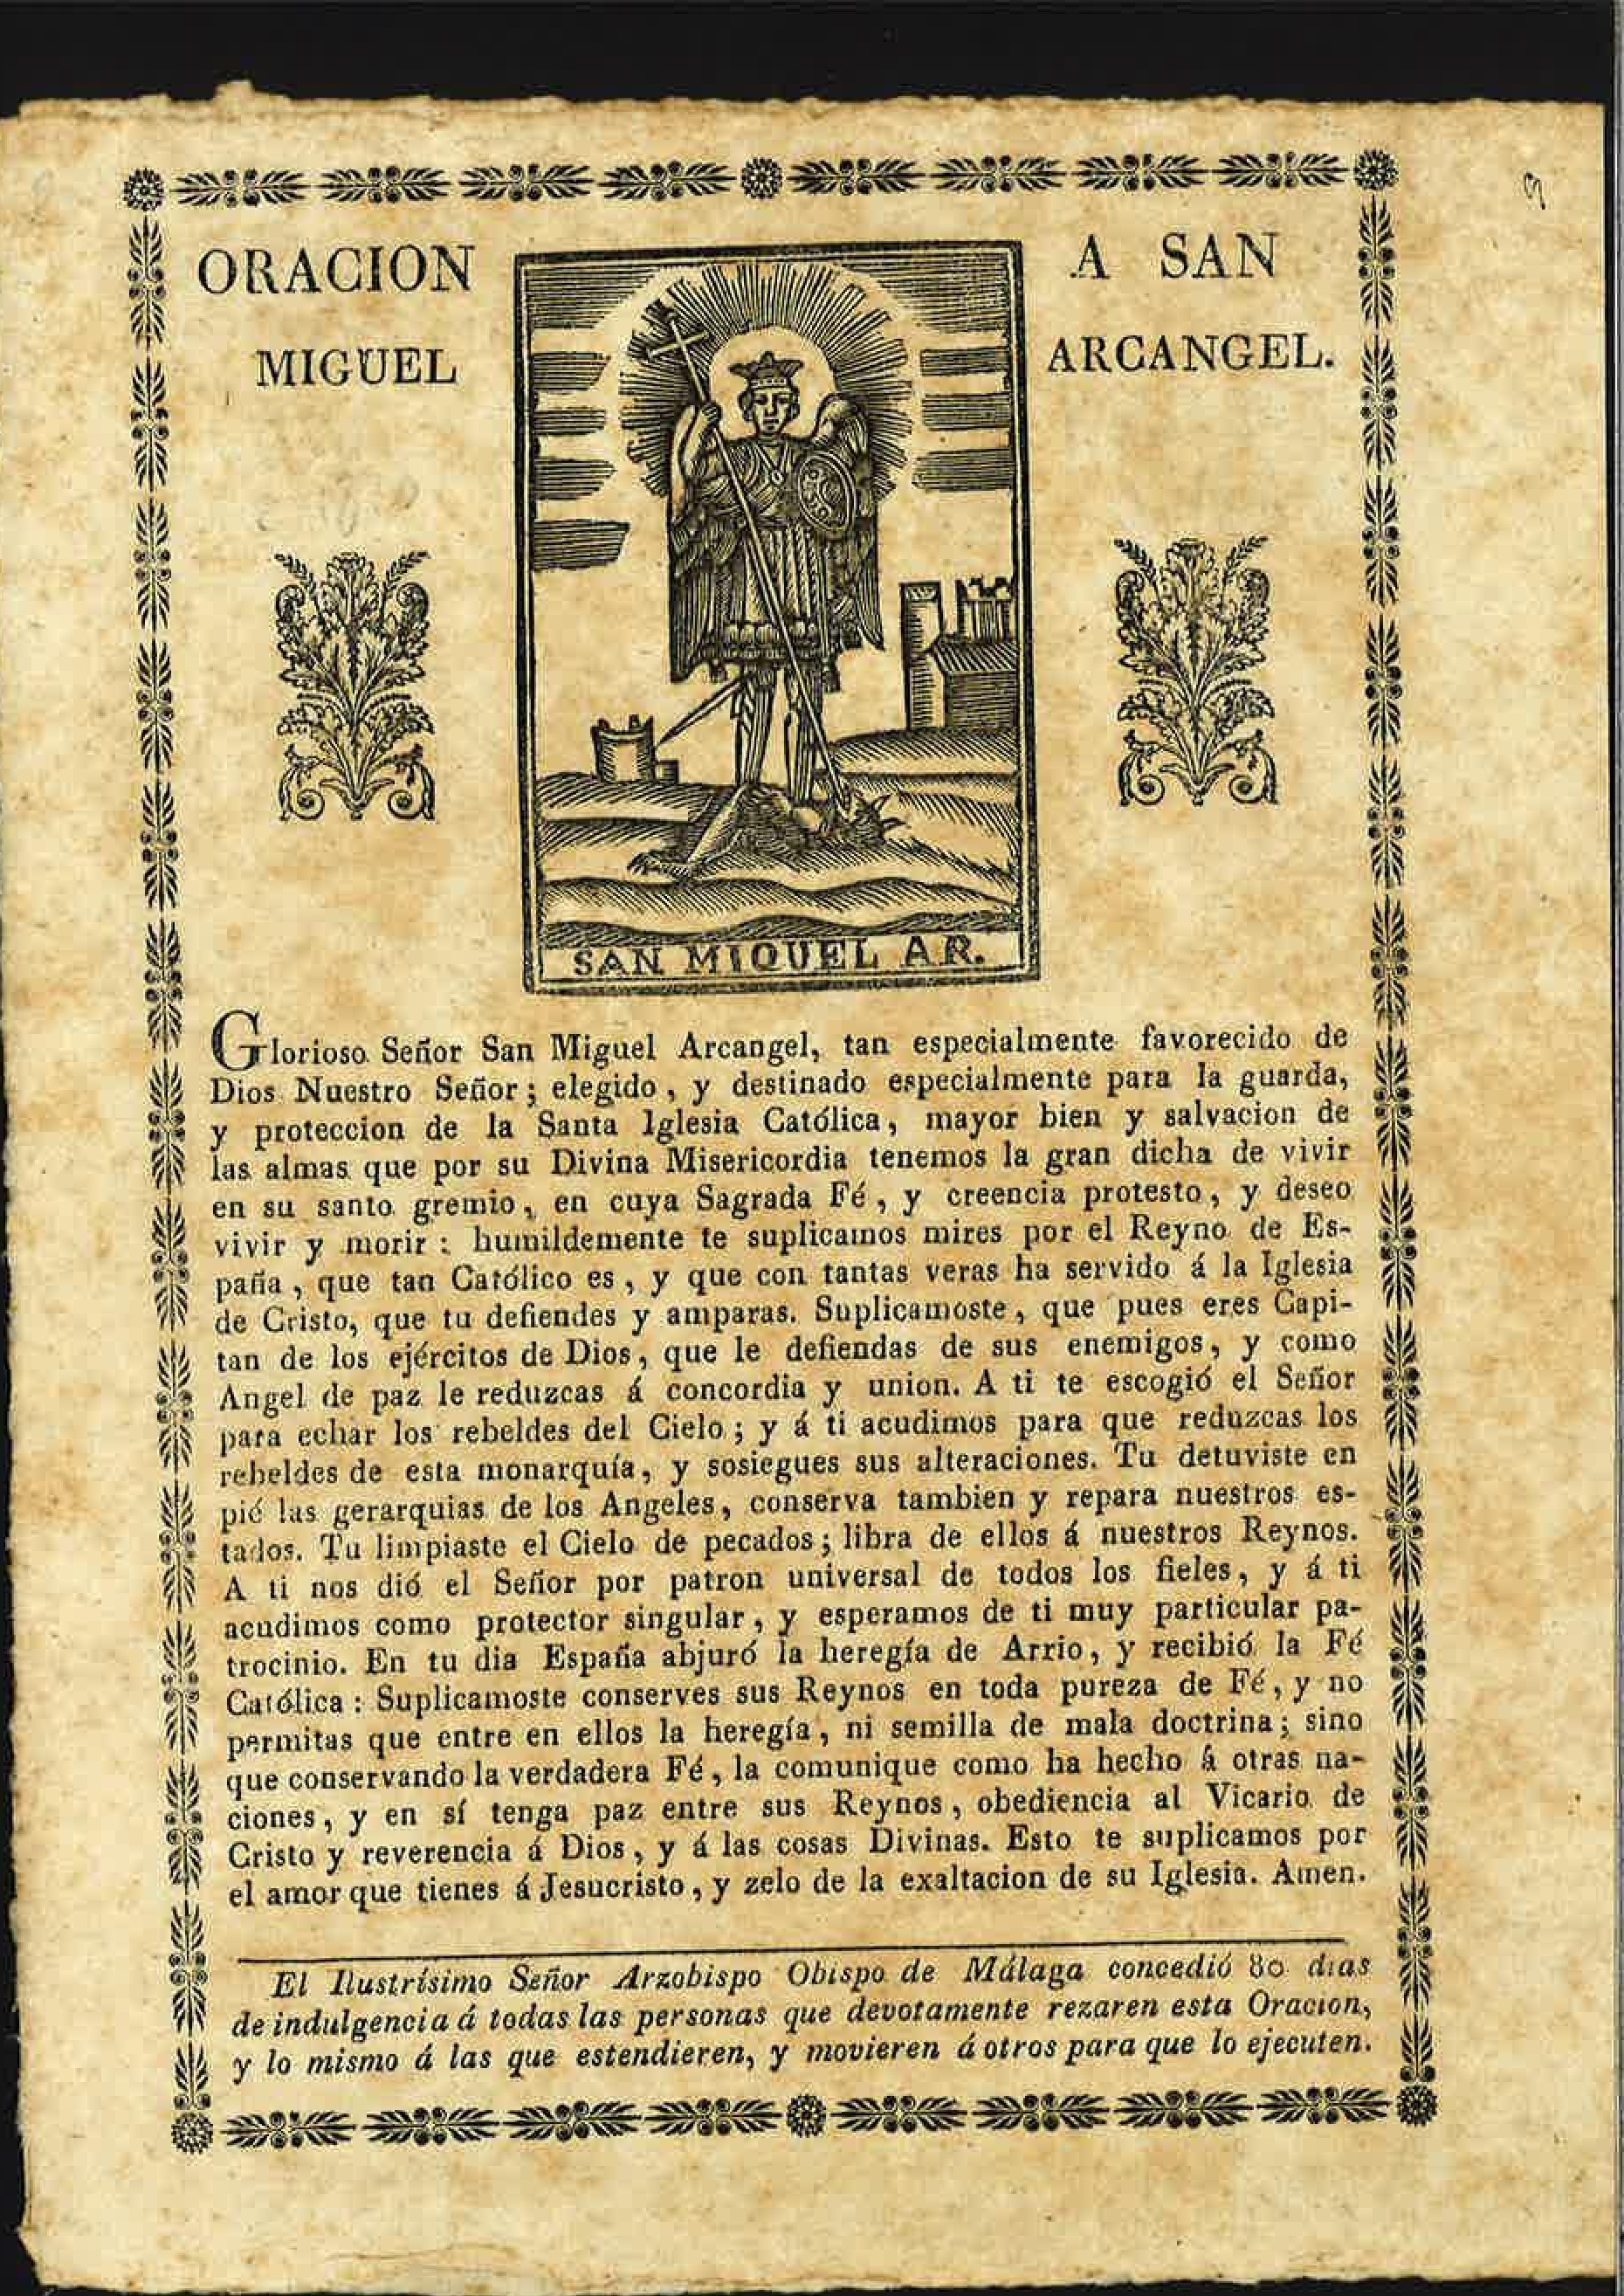 ORACION A SAN
MIGUEL ARCANGEL.
SAN MIQUEL AR.
Glorioso Señor San Miguel Arcangel, tan especialmente favorecido de
Dios Nuestro Señor; elegido, y destinado especialmente para la guarda,
y proteccion de la Santa Iglesia Católica, mayor bien y salvacion de
las almas que por su Divina Misericordia tenemos la gran dicha de vivir
en su santo gremio, en cuya Sagrada Fé, y creencia protesto, y deseo
vivir y morir: humildemente te suplicamos mires por el Reyno de Es-
paña, que tan Católico es, y que con tantas veras ha servido á la Iglesia
de Cristo, que tu defiendes y amparas. Suplicamoste, que pues eres Capi-
tan de los ejércitos de Dios, que le defiendas de sus enemigos, y como
Angel de paz le reduzcas á concordia y union. A ti te escogió el Señor
para echar los rebeldes del Cielo; y á ti acudimos para que reduzcas los
rebeldes de esta monarquía, y sosiegues sus alteraciones. Tu detuviste en
pié las gerarquias de los Angeles, conserva tambien y repara nuestros es-
tados. Tu limpiaste el Cielo de pecados; libra de ellos á nuestros Reynos.
A ti nos dió el Señor por patron universal de todos los fieles, y á ti
acudimos como protector singular, y esperamos de ti muy particular pa-
trocinio. En tu dia España abjuró la heregía de Arrio, y recibió la Fé
Católica: Suplicamoste conserves sus Reynos en toda pureza de Fé, y no
permitas que entre en ellos la heregía, ni semilla de mala doctrina; sino
que conservando la verdadera Fé, la comunique como ha hecho á otras na-
ciones, y en sí tenga paz entre sus Reynos, obediencia al Vicario de
Cristo y reverencia á Dios, y á las cosas Divinas. Esto te suplicamos por
el amor que tienes á Jesucristo, y zelo de la exaltacion de su Iglesia. Amen.
El Ilustrísimo Señor Arzobispo Obispo de Málaga concedió 80 dias
de indulgencia á todas las personas que devotamente rezaren esta Oracion,
y lo mismo á las que estendieren, y movieren á otros para que lo ejecuten.